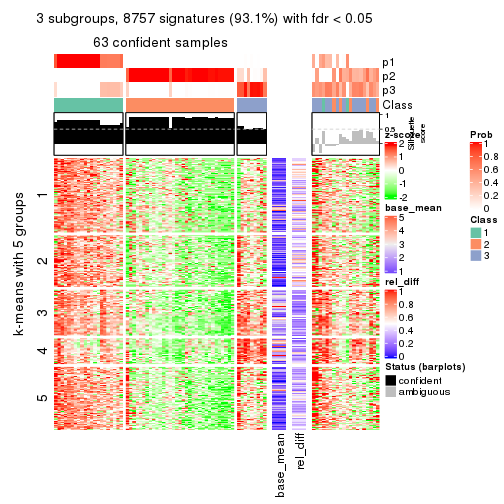 3 subgroups, 8757 signatures (93.1%) with fdr < 0.05
63 confident samples
p1
p2
p3
Class
1
0.5
0
Silhouette
score
k-means with 5 groups
1
2
3
4
5
base_mean
rel_diff
z-score
2
1
0
-1
-2
base_mean
5
4
3
2
1
rel_diff
1
0.8
0.6
0.4
0.2
0
Status (barplots)
confident
ambiguous
Prob
1
0.8
0.6
0.4
0.2
0
Class
1
2
3